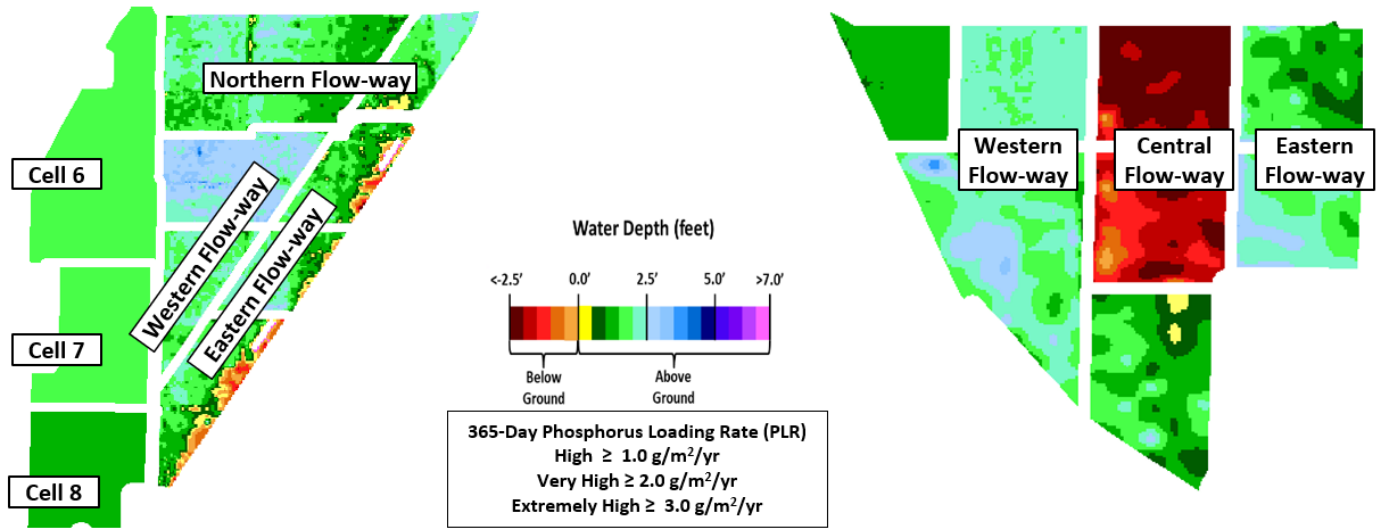 Northern Flow-way
Cell 6
Western Flow-way
Eastern Flow-way
Cell 7
Cell 8
Water Depth (feet)
<-2.5' 0.0' 2.5' 5.0' >7.0'
Below
Ground
Above
Ground
365-Day Phosphorus Loading Rate (PLR)
High ≥ 1.0 g/m²/yr
Very High ≥ 2.0 g/m²/yr
Extremely High ≥ 3.0 g/m²/yr
Western
Flow-way
Central
Flow-way
Eastern
Flow-way